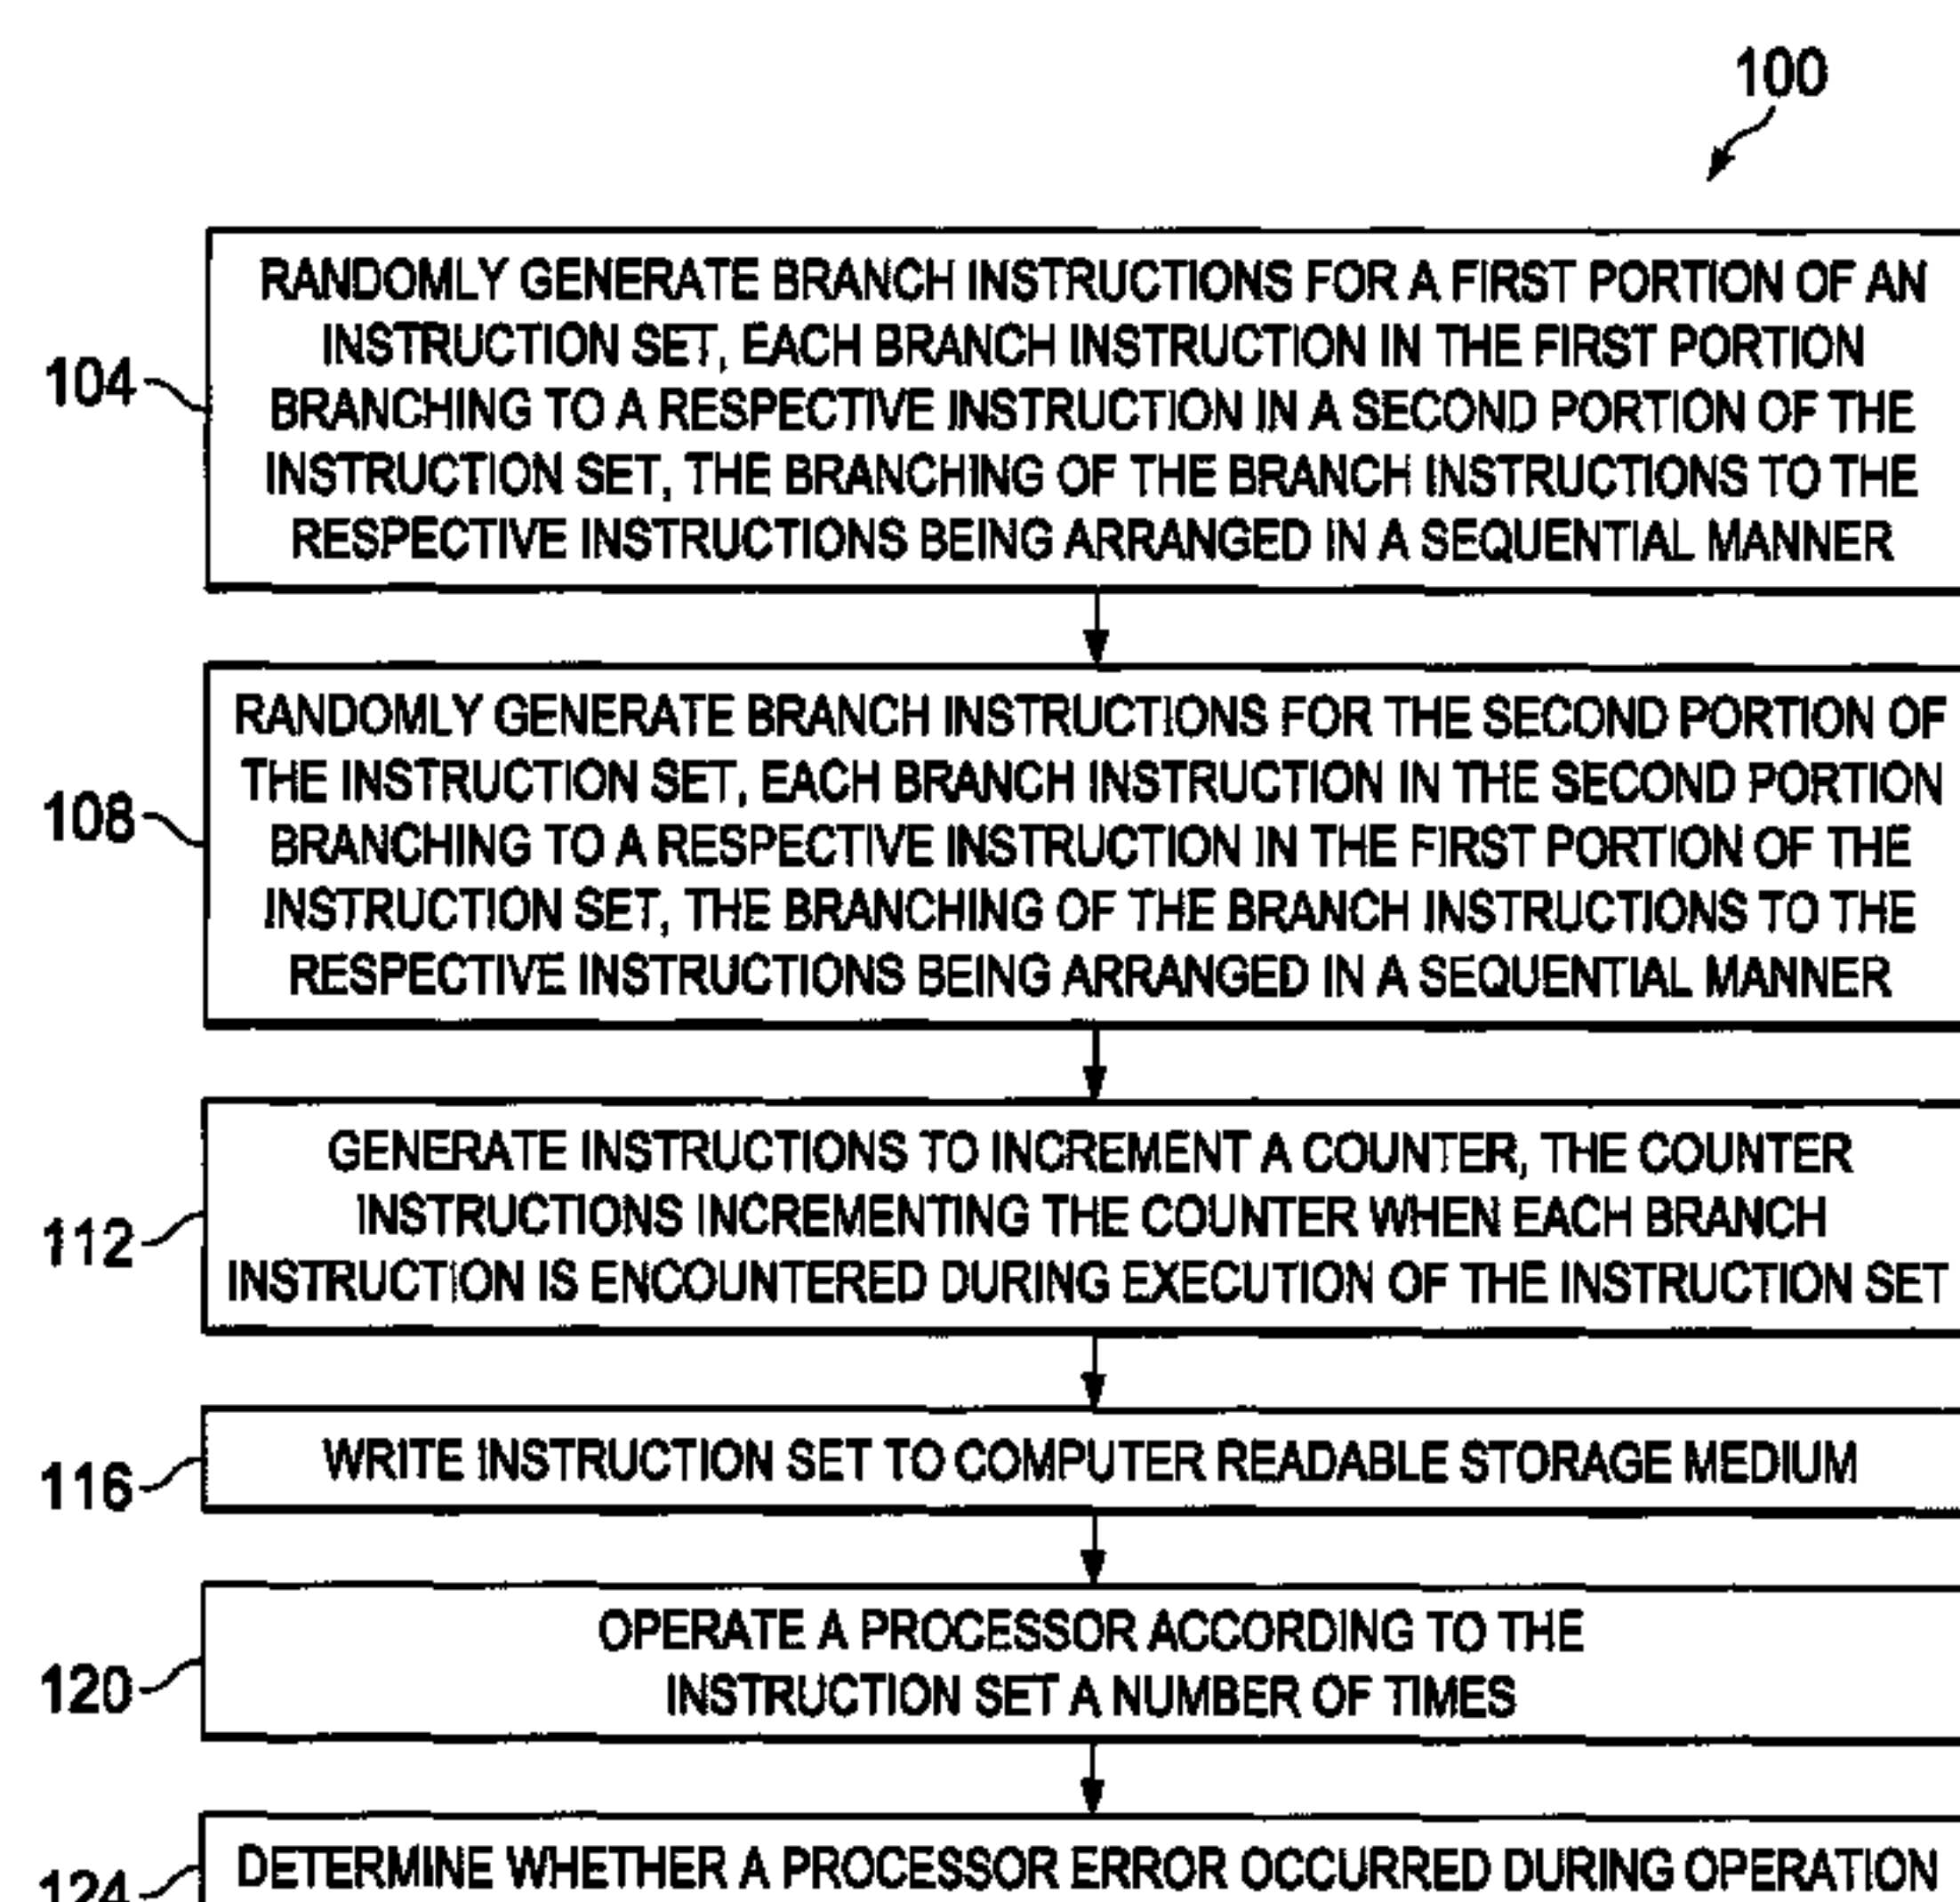 100
RANDOMLY GENERATE BRANCH INSTRUCTIONS FOR A FIRST PORTION OF AN
INSTRUCTION SET, EACH BRANCH INSTRUCTION IN THE FIRST PORTION
104
BRANCHING TO A RESPECTIVE INSTRUCTION IN A SECOND PORTION OF THE
INSTRUCTION SET, THE BRANCHING OF THE BRANCH INSTRUCTIONS TO THE
RESPECTIVE INSTRUCTIONS BEING ARRANGED IN A SEQUENTIAL MANNER
RANDOMLY GENERATE BRANCH INSTRUCTIONS FOR THE SECOND PORTION OF
THE INSTRUCTION SET, EACH BRANCH INSTRUCTION IN THE SECOND PORTION
108
BRANCHING TO A RESPECTIVE INSTRUCTION IN THE FIRST PORTION OF THE
INSTRUCTION SET, THE BRANCHING OF THE BRANCH INSTRUCTIONS TO THE
RESPECTIVE INSTRUCTIONS BEING ARRANGED IN A SEQUENTIAL MANNER
GENERATE INSTRUCTIONS TO INCREMENT A COUNTER, THE COUNTER
INSTRUCTIONS INCREMENTING THE COUNTER WHEN EACH BRANCH
112
INSTRUCTION IS ENCOUNTERED DURING EXECUTION OF THE INSTRUCTION SET
WRITE INSTRUCTION SET TO COMPUTER READABLE STORAGE MEDIUM
116
OPERATE A PROCESSOR ACCORDING TO THE
120
INSTRUCTION SET A NUMBER OF TIMES
DETERMINE WHETHER A PROCESSOR ERROR OCCURRED DURING OPERATION
124